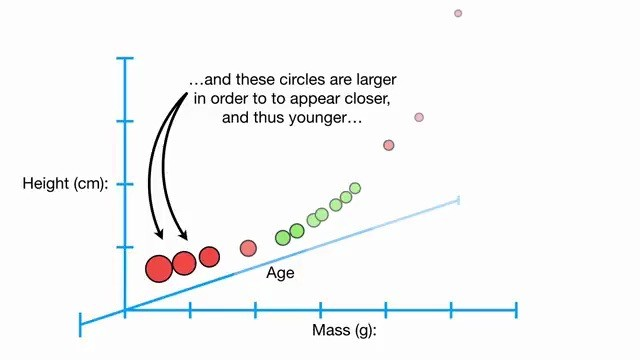 …and these circles are larger
in order to to appear closer,
and thus younger…
Height (cm):
Age
Mass (g):